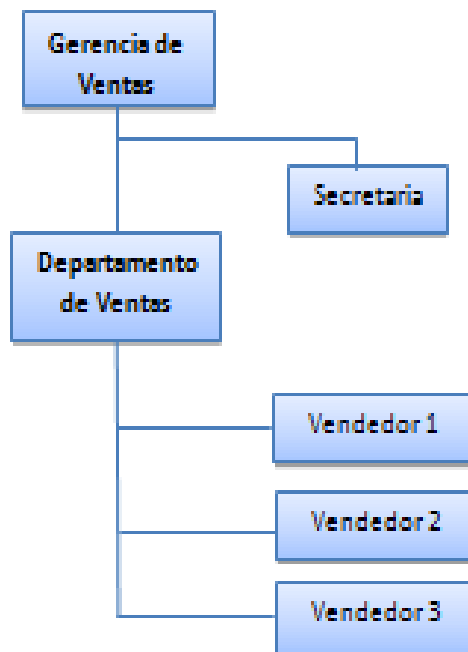 Gerencia de
Ventas
Secretaria
Departamento
de Ventas
Vendedor 1
Vendedor 2
Vendedor 3